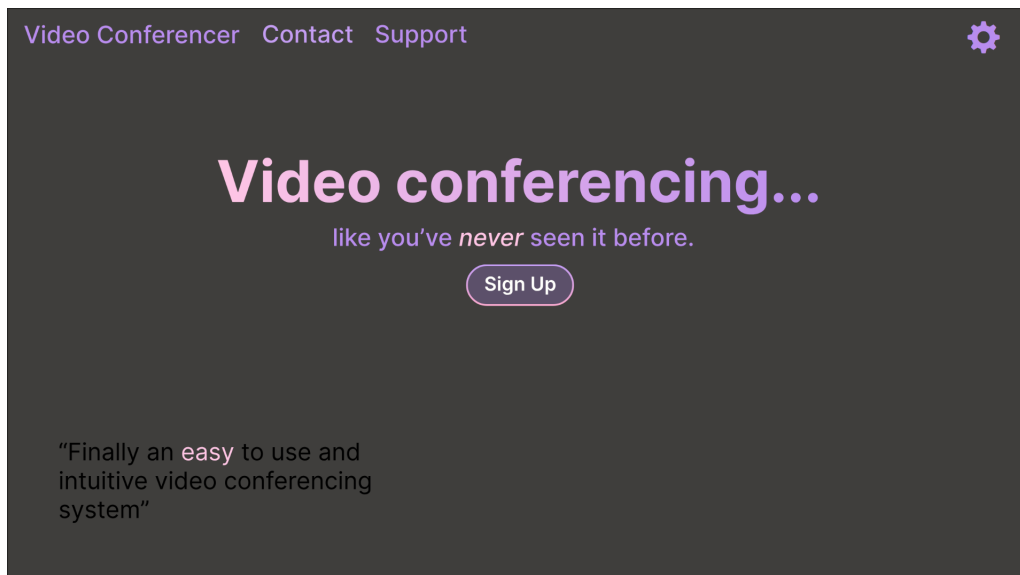 Video Conferencer Contact Support
Video conferencing...
like you’ve never seen it before.
Sign Up
“Finally an easy to use and
intuitive video conferencing
system”